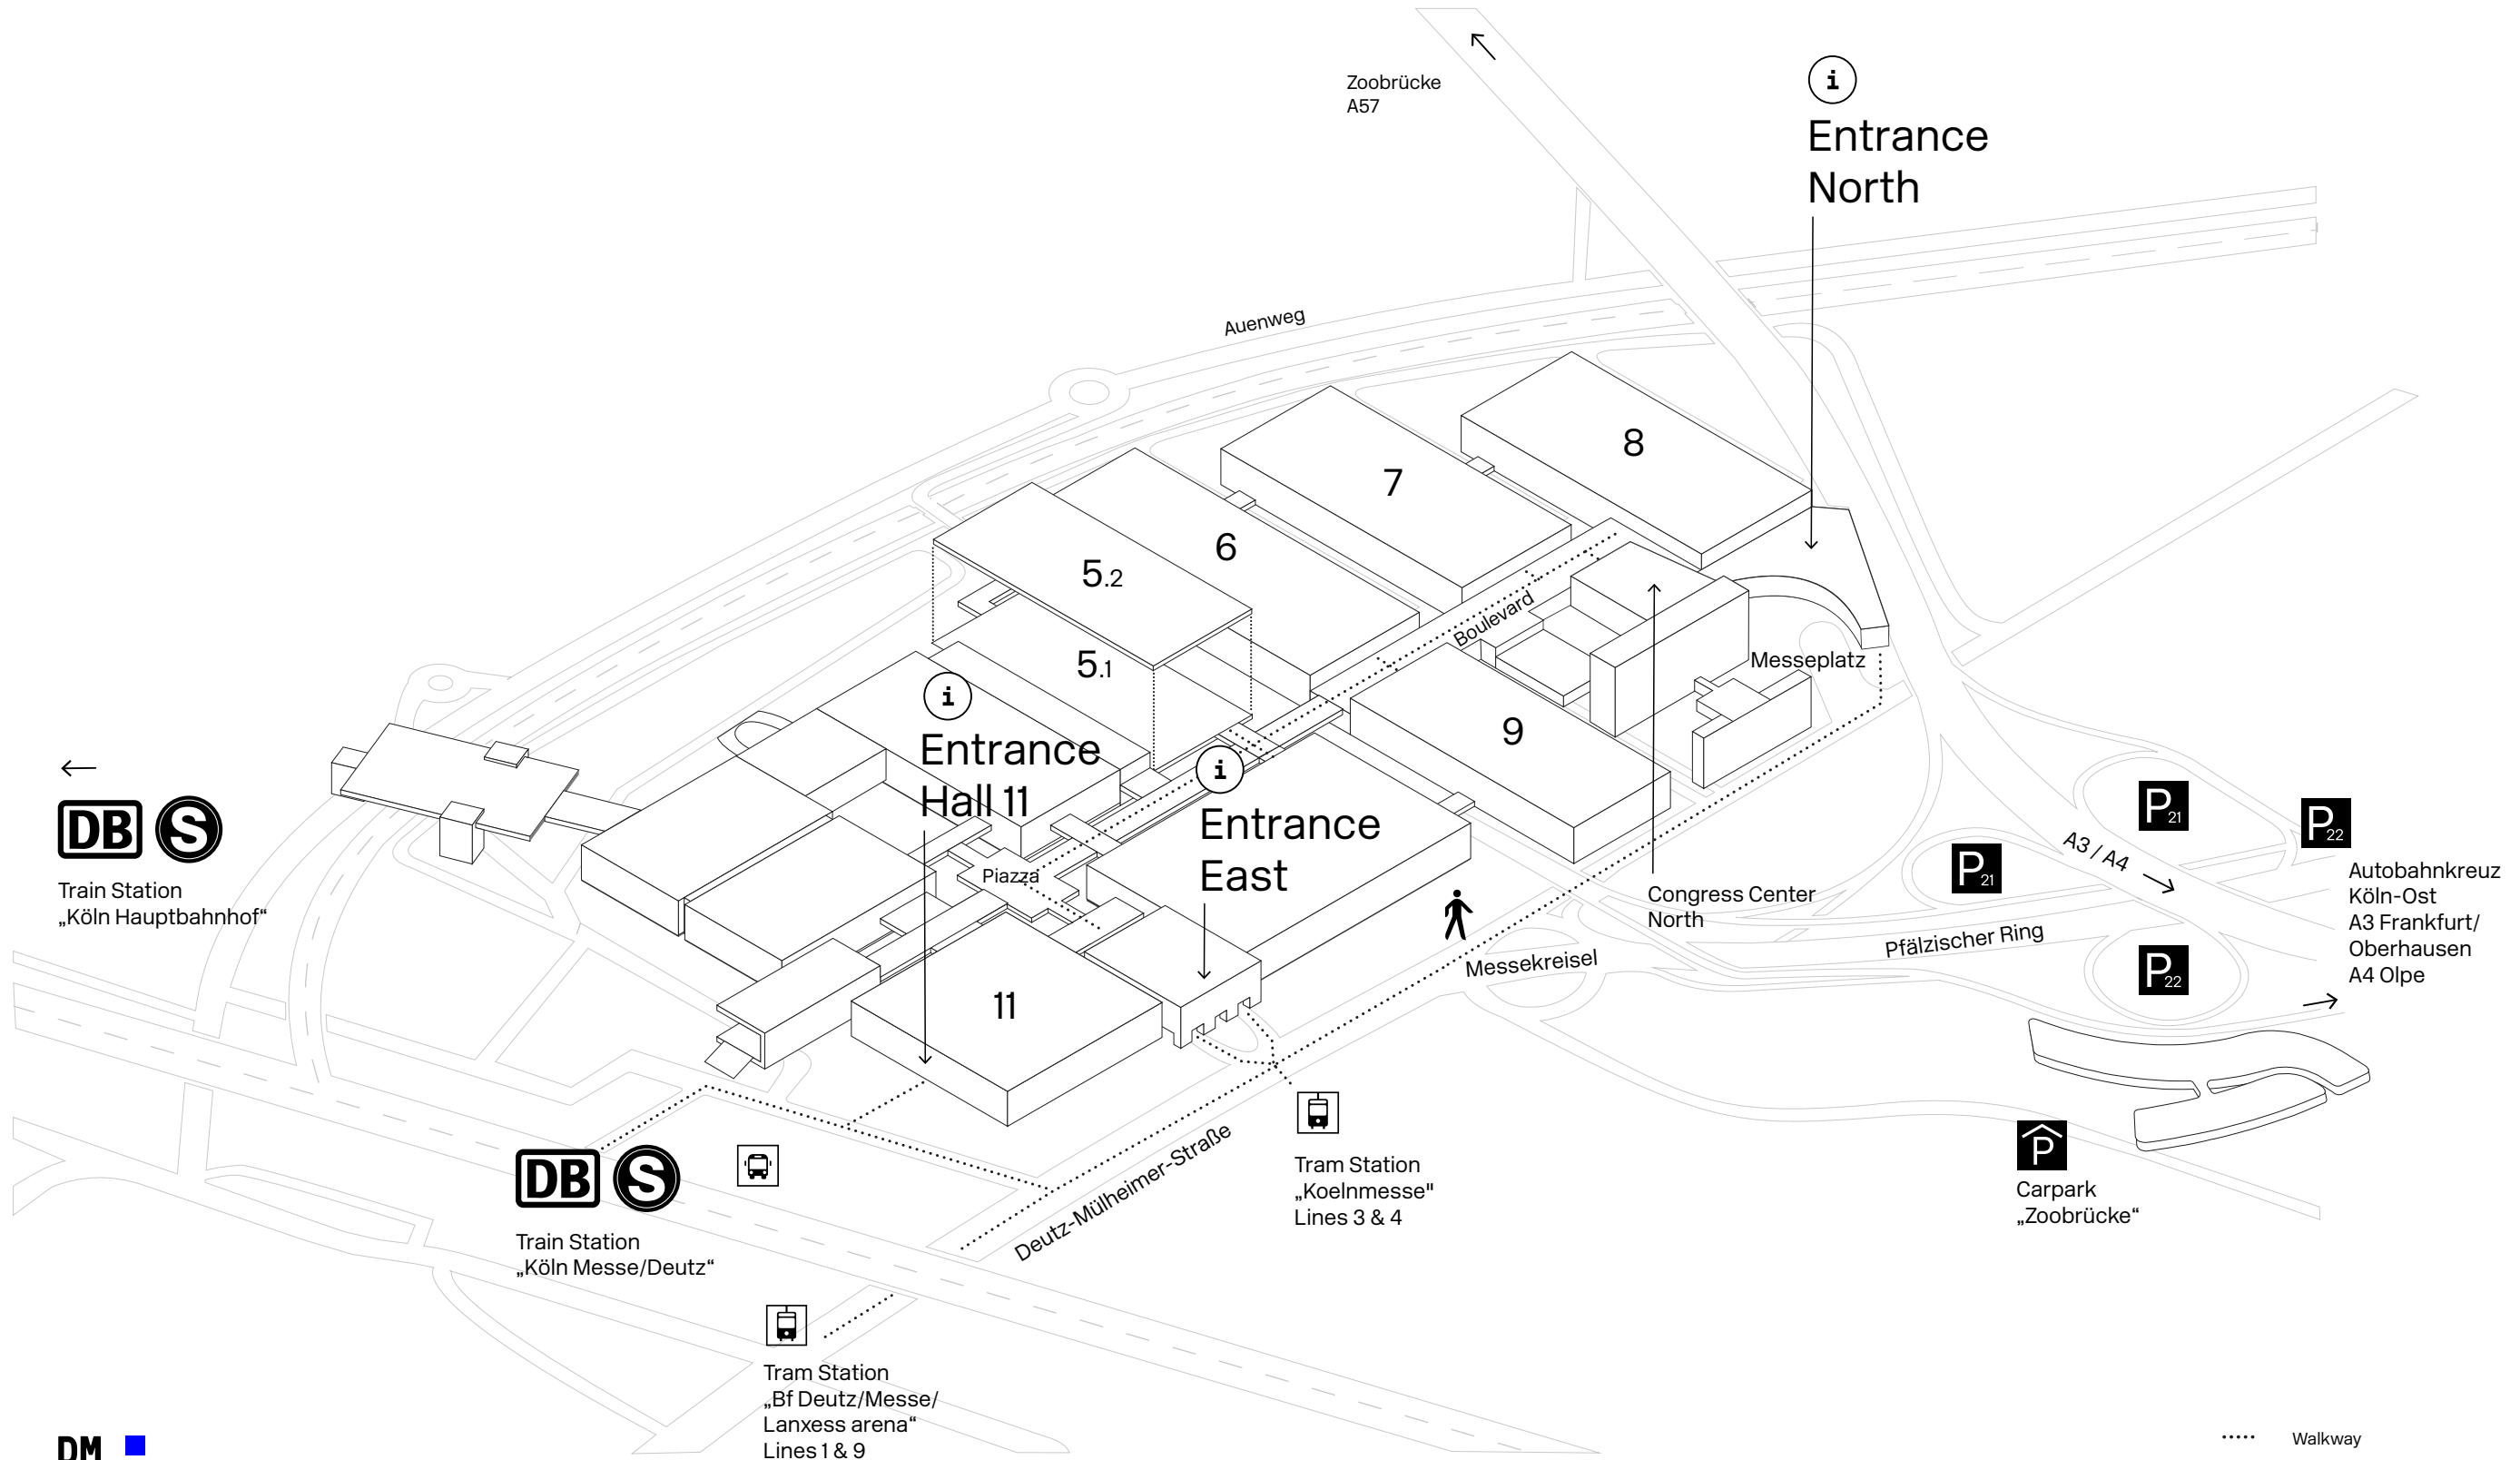 Zoobrücke
A57
i
Entrance
North
Auenweg
8
7
6
5.2
5.1
Boulevard
Messeplatz
9
i
Entrance
Hall 11
i
Entrance
East
Piazza
11
DB S
Train Station
„Köln Hauptbahnhof“
P21
P22
P21
A3 / A4
Autobahnkreuz
Köln-Ost
A3 Frankfurt/
Oberhausen
A4 Olpe
Congress Center
North
Pfälzischer Ring
Messekreisel
P22
DB S
Train Station
„Köln Messe/Deutz“
Deutz-Mülheimer-Straße
Tram Station
„Koelnmesse"
Lines 3 & 4
P
Carpark
„Zoobrücke“
Tram Station
„Bf Deutz/Messe/
Lanxess arena“
Lines 1 & 9
DM
Walkway